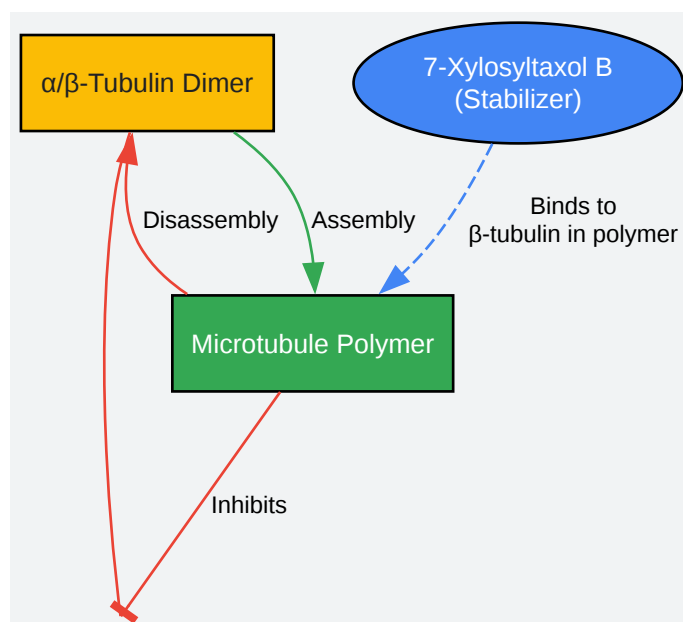 α/β-Tubulin Dimer
7-Xylosyltaxol B
(Stabilizer)
Disassembly
Assembly
Binds to
β-tubulin in polymer
Microtubule Polymer
Inhibits